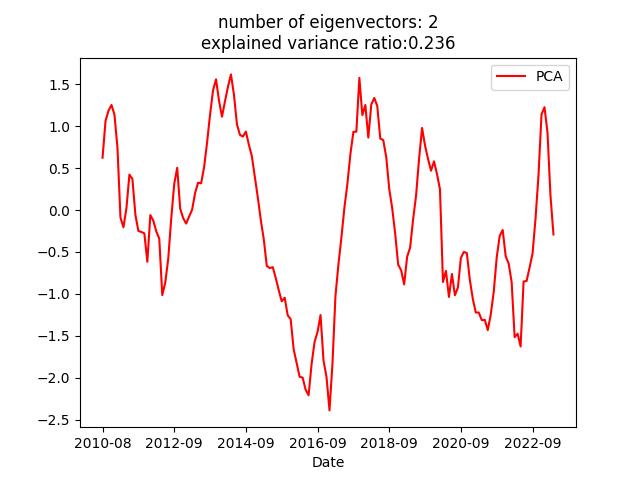 number of eigenvectors: 2
explained variance ratio:0.236
PCA
1.5
1.0
0.5
0.0
−0.5
−1.0
−1.5
−2.0
−2.5
2010-08 2012-09 2014-09 2016-09 2018-09 2020-09 2022-09
Date